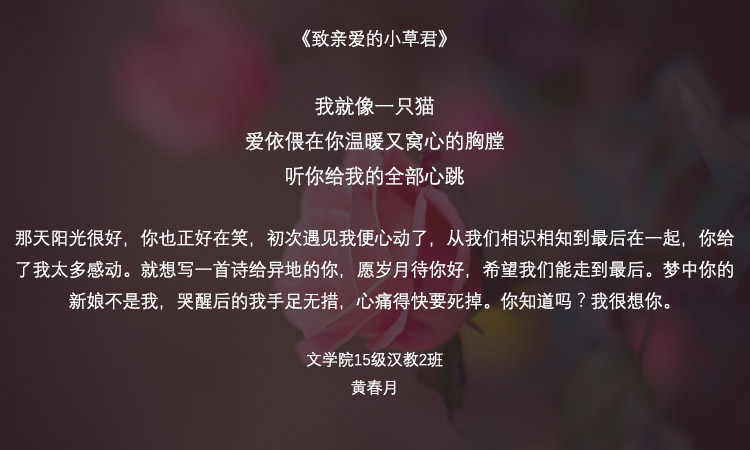 《致亲爱的小草君》
我就像一只猫
爱依偎在你温暖又窝心的胸膛
听你给我的全部心跳
那天阳光很好，你也正好在笑，初次遇见我便心动了，从我们相识相知到最后在一起，你给
了我太多感动。就想写一首诗给异地的你，愿岁月待你好，希望我们能走到最后。梦中你的
新娘不是我，哭醒后的我手足无措，心痛得快要死掉。你知道吗？我很想你。
文学院15级汉教2班
黄春月